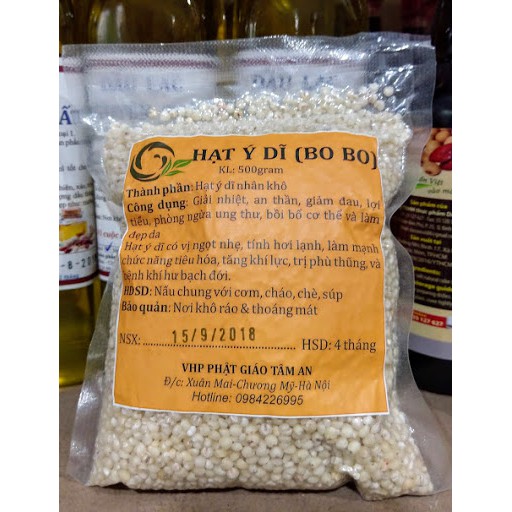 DẦU LẠC
HẠT Ý DĨ (BO BO)
KL: 500gram
Thành phần: Hạt ý dĩ nhân khô
Công dụng: Giải nhiệt, an thần, giảm đau, lợi
tiểu, phòng ngừa ung thư, bồi bổ cơ thể và làm
đẹp da
Hạt ý dĩ có vị ngọt nhẹ, tính hơi lạnh, làm mạnh
chức năng tiêu hóa, tăng khí lực, trị phù thũng, và
bệnh khí hư bạch đới.
HDSD: Nấu chung với cơm, cháo, chè, súp
Bảo quản: Nơi khô ráo & thoáng mát
NSX: 15/9/2018 HSD: 4 tháng
VHP PHẬT GIÁO TÂM AN
Đ/c: Xuân Mai-Chương Mỹ-Hà Nội
Hotline: 0984226995